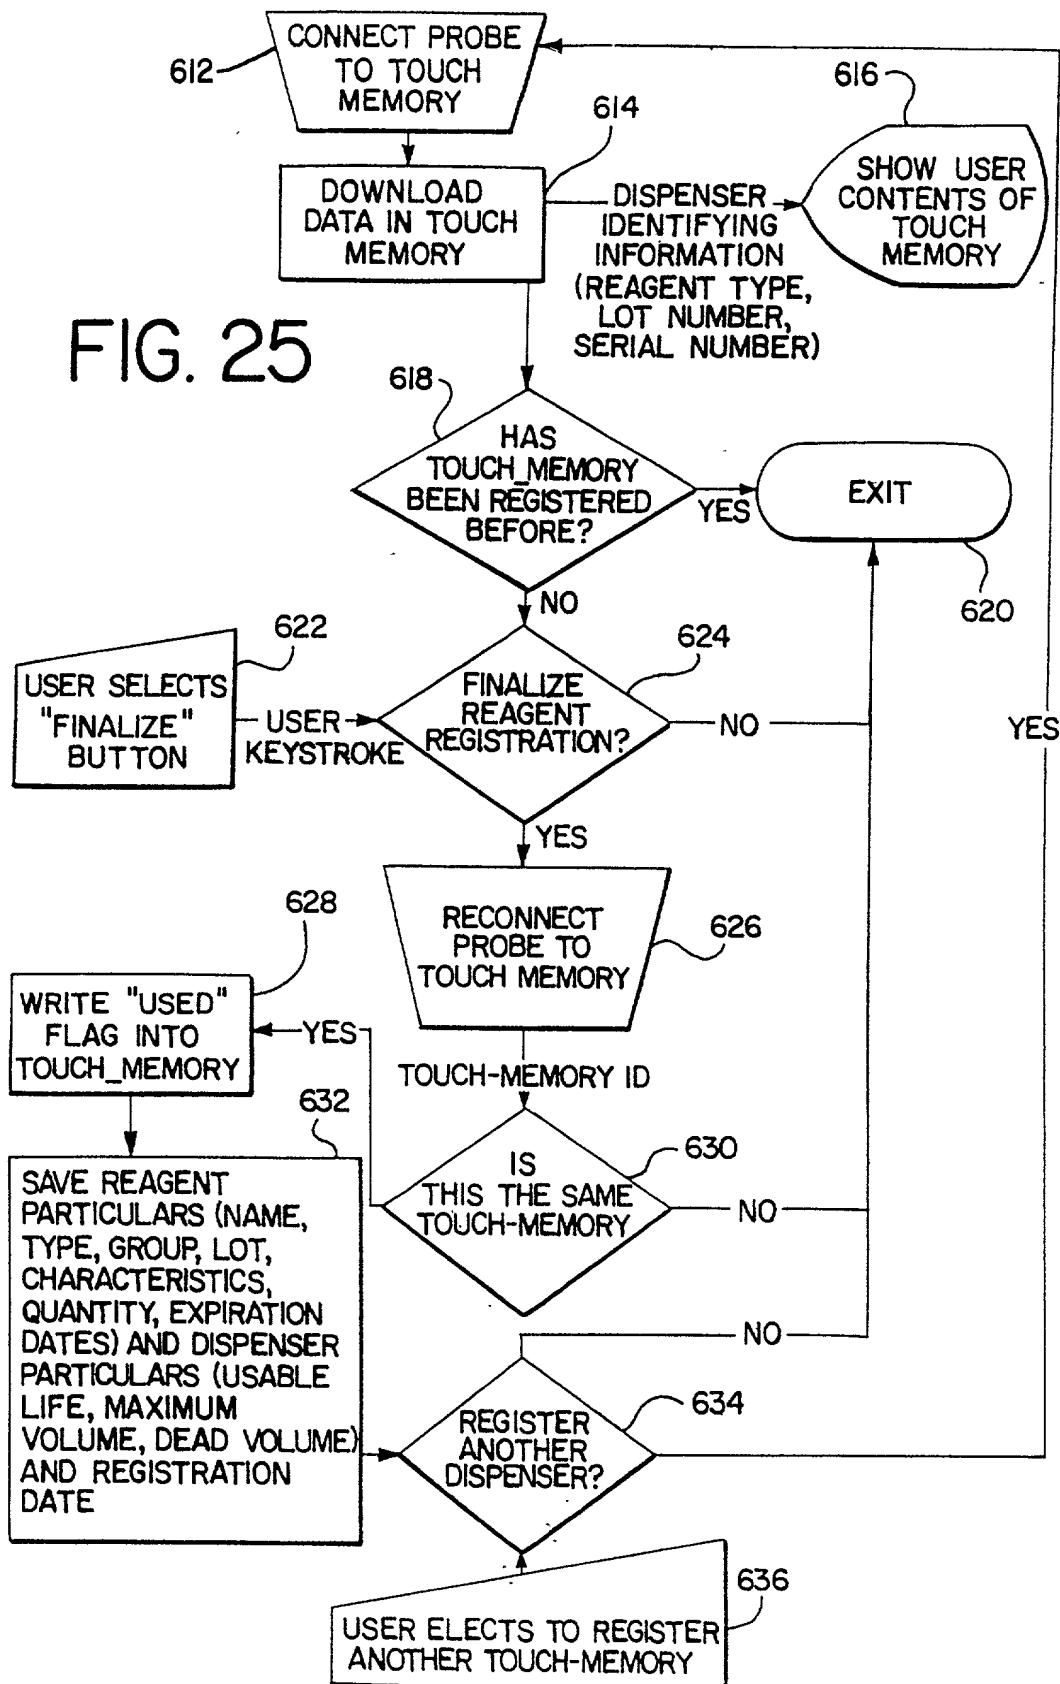 CONNECT PROBE
TO TOUCH
MEMORY
612
616
614
DOWNLOAD
DATA IN TOUCH
MEMORY
DISPENSER
IDENTIFYING
INFORMATION
(REAGENT TYPE,
LOT NUMBER,
SERIAL NUMBER)
SHOW USER
CONTENTS OF
TOUCH
MEMORY
FIG. 25
618
HAS
TOUCH_MEMORY
BEEN REGISTERED
BEFORE?
YES
EXIT
620
NO
622
USER SELECTS
"FINALIZE"
BUTTON
USER
KEYSTROKE
624
FINALIZE
REAGENT
REGISTRATION?
NO
YES
YES
RECONNECT
PROBE TO
TOUCH MEMORY
626
628
WRITE "USED"
FLAG INTO
TOUCH_MEMORY
YES
TOUCH-MEMORY ID
630
IS
THIS THE SAME
TOUCH-MEMORY
NO
632
SAVE REAGENT
PARTICULARS (NAME,
TYPE, GROUP, LOT,
CHARACTERISTICS,
QUANTITY, EXPIRATION
DATES) AND DISPENSER
PARTICULARS (USABLE
LIFE, MAXIMUM
VOLUME, DEAD VOLUME)
AND REGISTRATION
DATE
NO
634
REGISTER
ANOTHER
DISPENSER?
636
USER ELECTS TO REGISTER
ANOTHER TOUCH-MEMORY